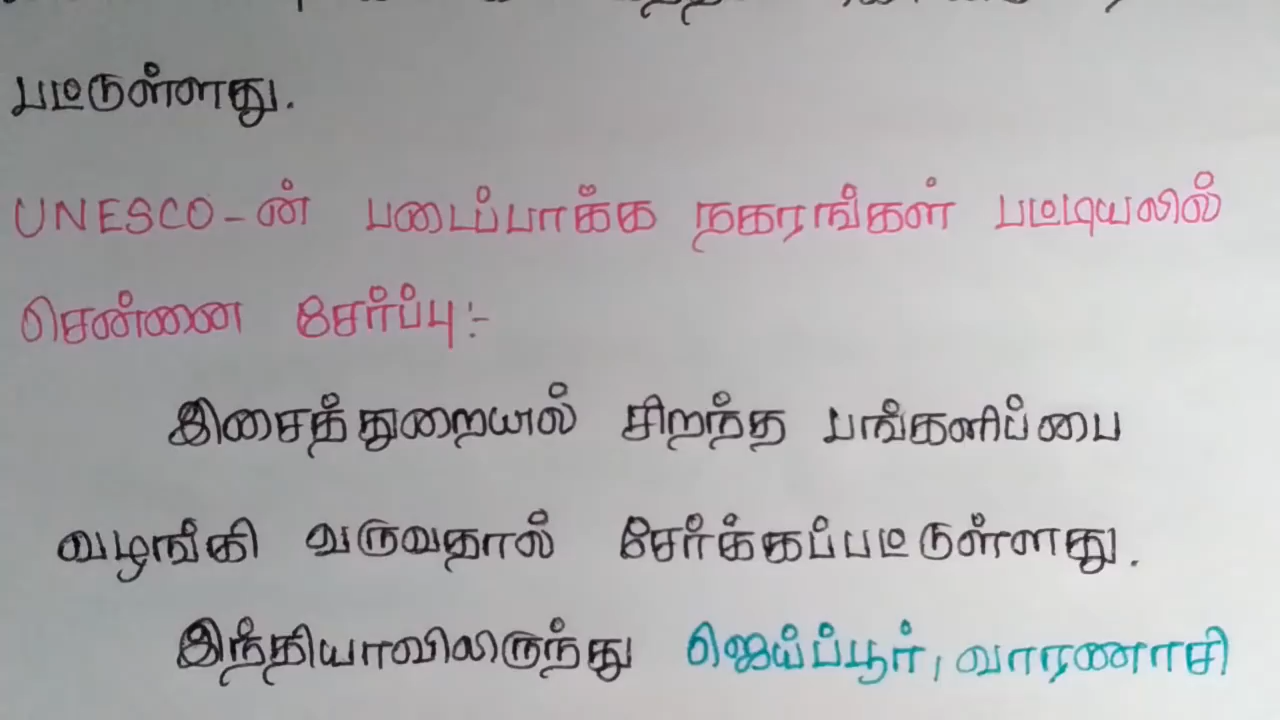 பட்டுள்ளது.
UNESCO-ன் படைப்பாக்க நகரங்கள் பட்டியலில்
சென்னை சேர்ப்பு:-
இசைத்துறையில் சிறந்த பங்களிப்பை
வழங்கி வருவதால் சேர்க்கப்பட்டுள்ளது.
இந்தியாவிலிருந்து ஜெய்ப்பூர், வாரணாசி